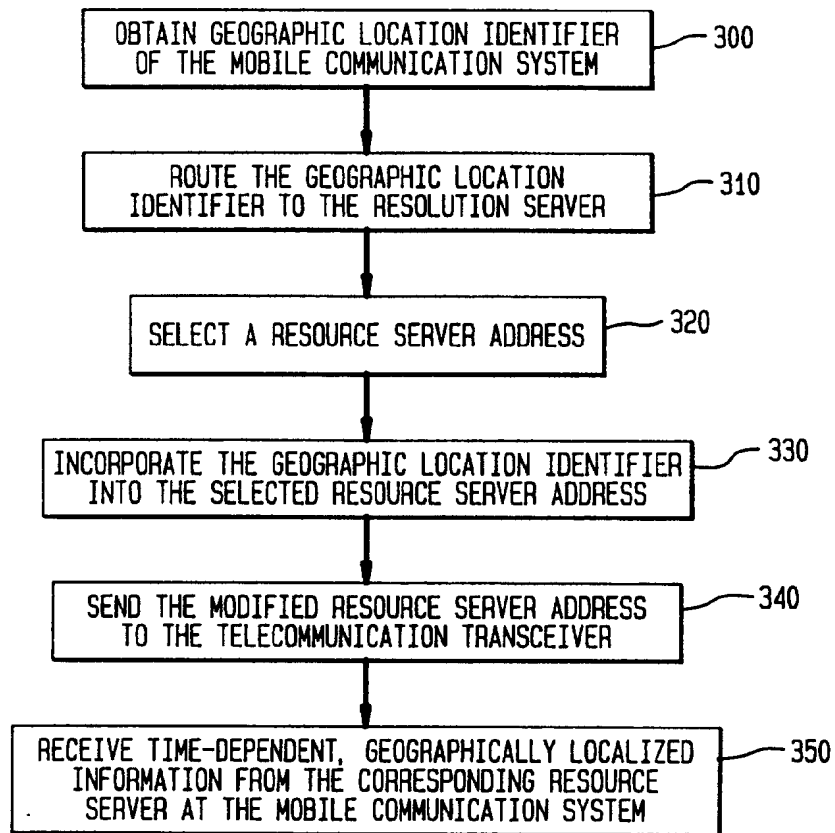 OBTAIN GEOGRAPHIC LOCATION IDENTIFIER
OF THE MOBILE COMMUNICATION SYSTEM
300
ROUTE THE GEOGRAPHIC LOCATION
IDENTIFIER TO THE RESOLUTION SERVER
310
SELECT A RESOURCE SERVER ADDRESS
320
INCORPORATE THE GEOGRAPHIC LOCATION IDENTIFIER
INTO THE SELECTED RESOURCE SERVER ADDRESS
330
SEND THE MODIFIED RESOURCE SERVER ADDRESS
TO THE TELECOMMUNICATION TRANSCEIVER
340
RECEIVE TIME-DEPENDENT, GEOGRAPHICALLY LOCALIZED
INFORMATION FROM THE CORRESPONDING RESOURCE
SERVER AT THE MOBILE COMMUNICATION SYSTEM
350